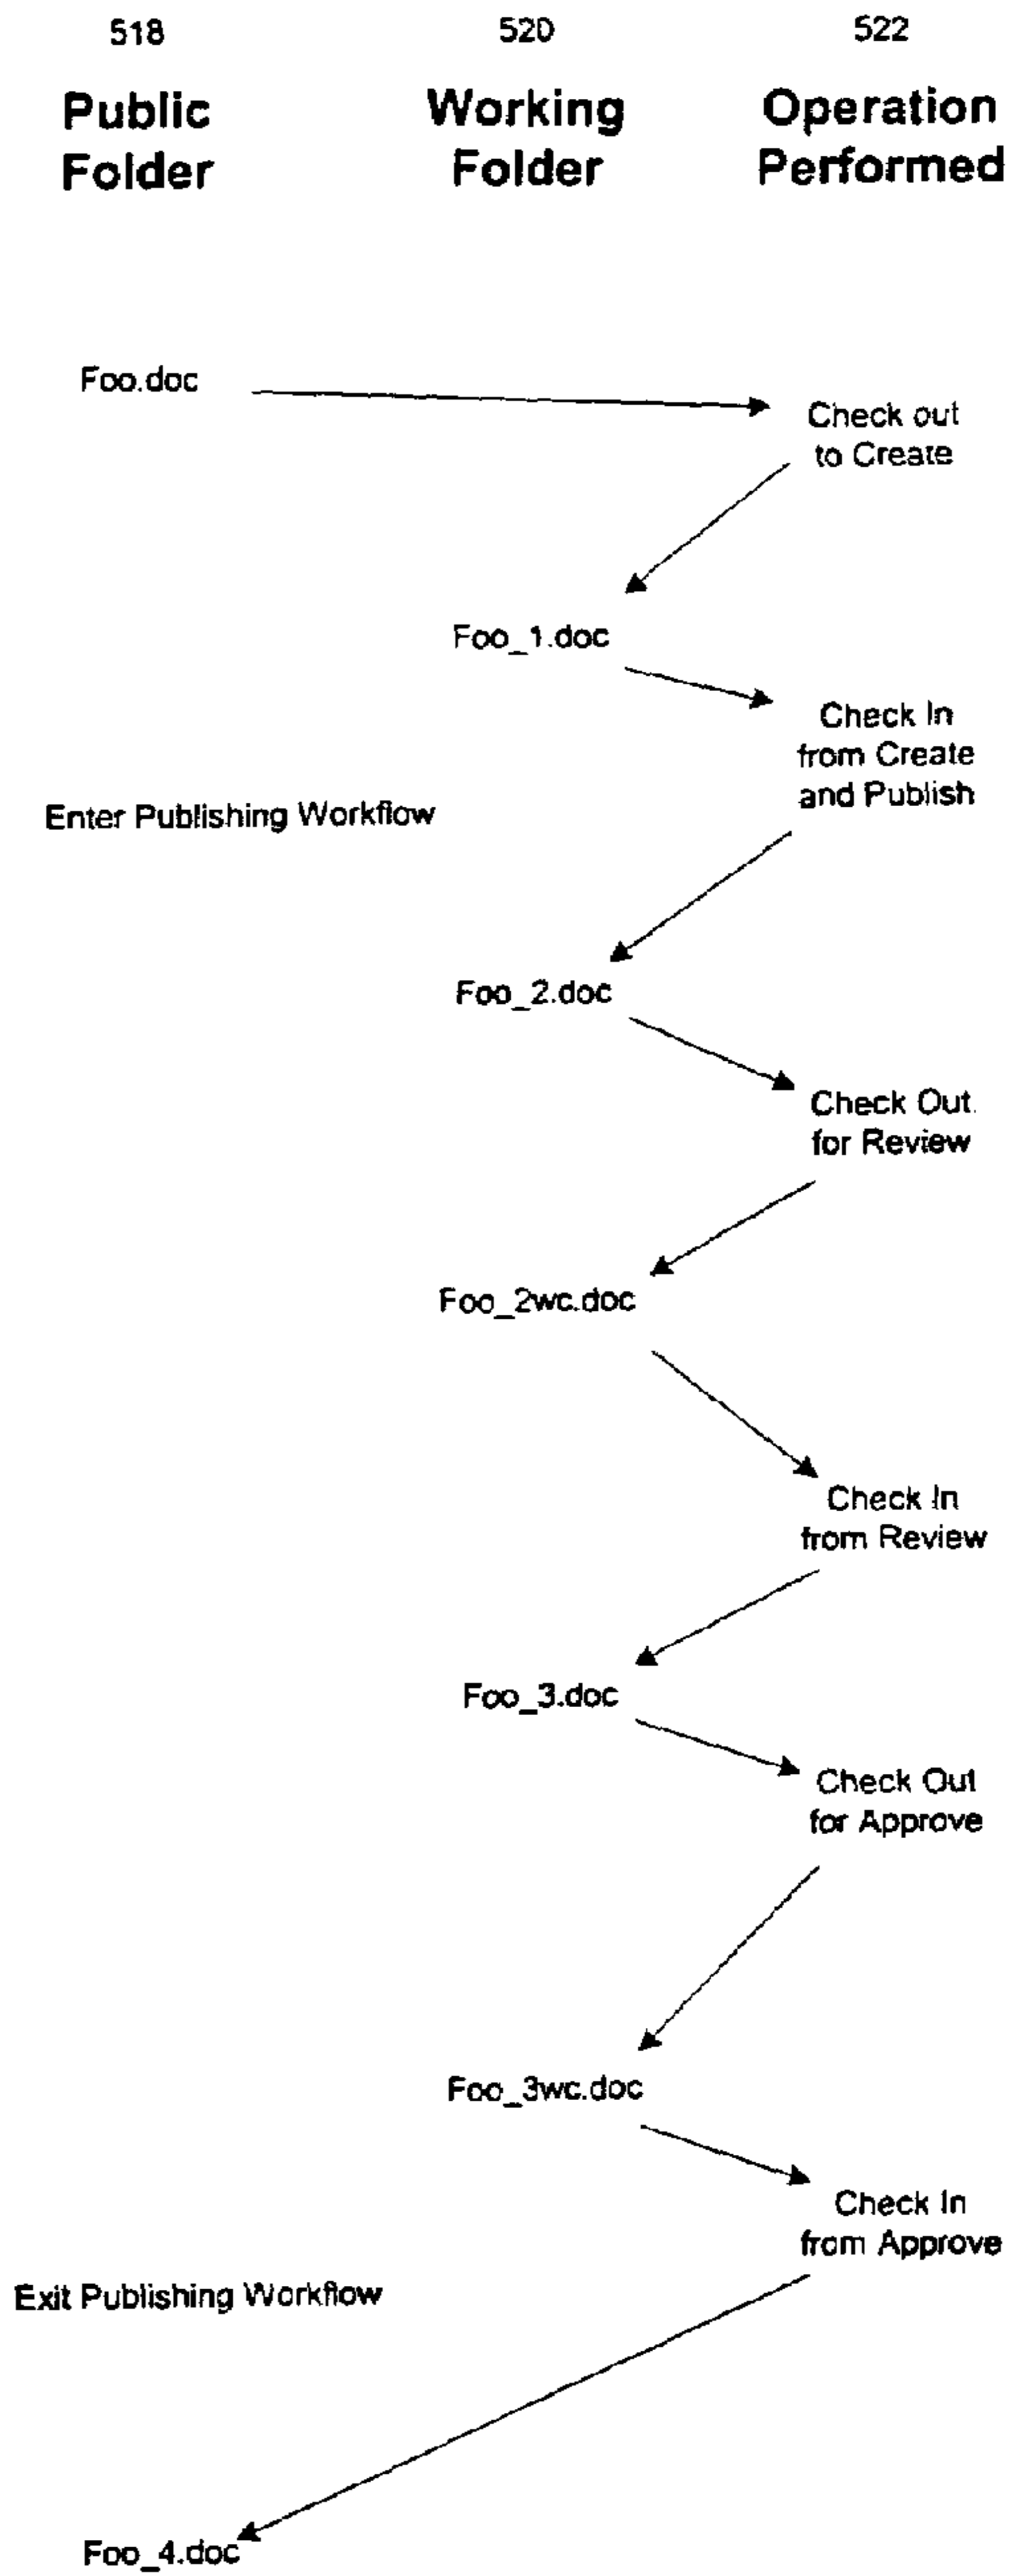 518 520 522
Public Working Operation
Folder Folder Performed
Foo.doc
Check out
to Create
Foo_1.doc
Check In
from Create
and Publish
Enter Publishing Workflow
Foo_2.doc
Check Out
for Review
Foo_2wc.doc
Check In
from Review
Foo_3.doc
Check Out
for Approve
Foo_3wc.doc
Check In
from Approve
Exit Publishing Workflow
Foo_4.doc